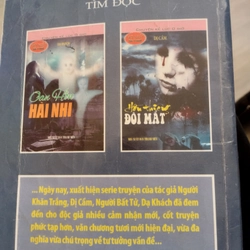 TÌM ĐỌC
Oan Hồn
HÀI NHI
ĐÔI MẮT
... Ngày nay, xuất hiện serie truyện của tác giả Người
Khăn Trắng, Dị Cầm, Người Bất Tử, Dạ Khách đã đem
đến cho độc giả nhiều cảm nhận mới, cốt truyện
phức tạp hơn, văn chương tươi mới hiện đại, vừa đa
nghĩa vừa chú trọng về tư tưởng vấn đề...